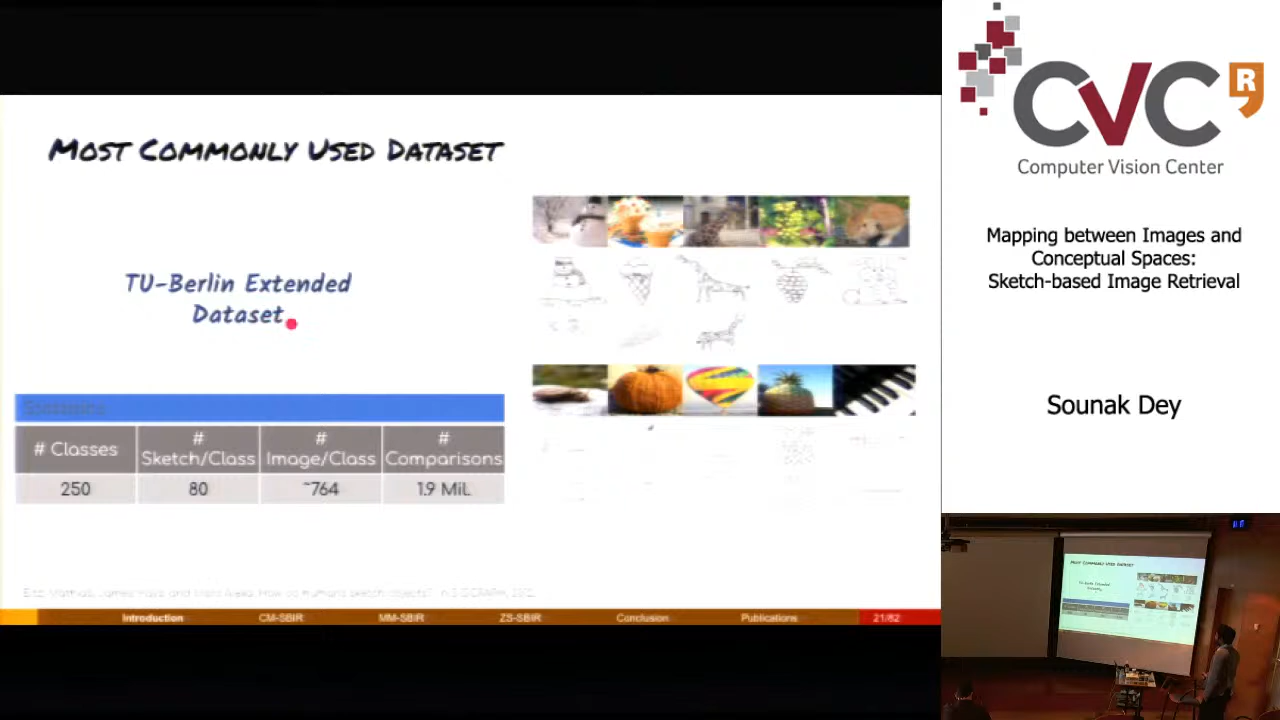 MOST COMMONLY USED DATASET
TU-Berlin Extended
Dataset
Statistics
# Classes
# Sketch/Class
# Image/Class
# Comparisons
250
80
~764
1.9 Mil.
Introduction
CM-SBIR
MM-SBIR
ZS-SBIR
Conclusion
Publications
21/82
CVC R
Computer Vision Center
Mapping between Images and
Conceptual Spaces:
Sketch-based Image Retrieval
Sounak Dey